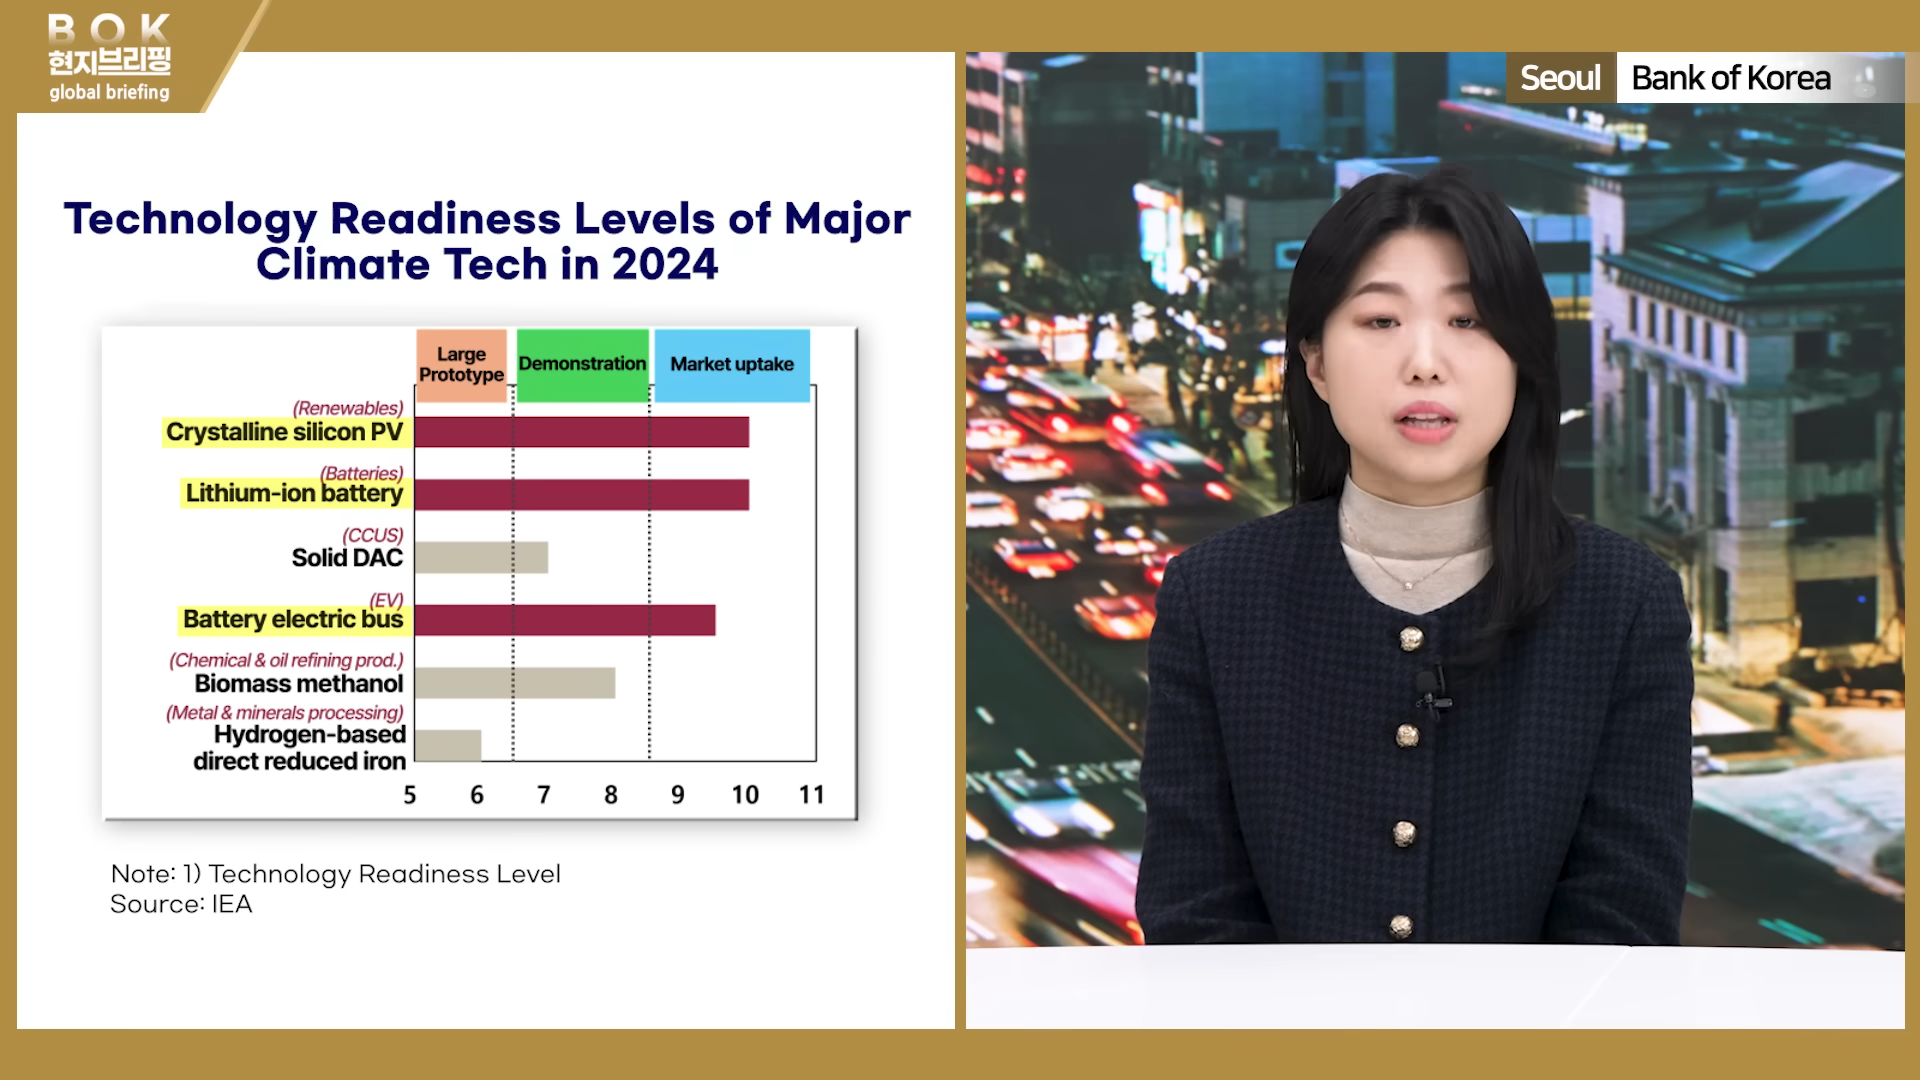 BOK
현지브리핑
global briefing
Seoul
Bank of Korea
Technology Readiness Levels of Major
Climate Tech in 2024
Large
Prototype
Demonstration
Market uptake
(Renewables)
Crystalline silicon PV
(Batteries)
Lithium-ion battery
(CCUS)
Solid DAC
(EV)
Battery electric bus
(Chemical & oil refining prod.)
Biomass methanol
(Metal & minerals processing)
Hydrogen-based
direct reduced iron
5 6 7 8 9 10 11
Note: 1) Technology Readiness Level
Source: IEA